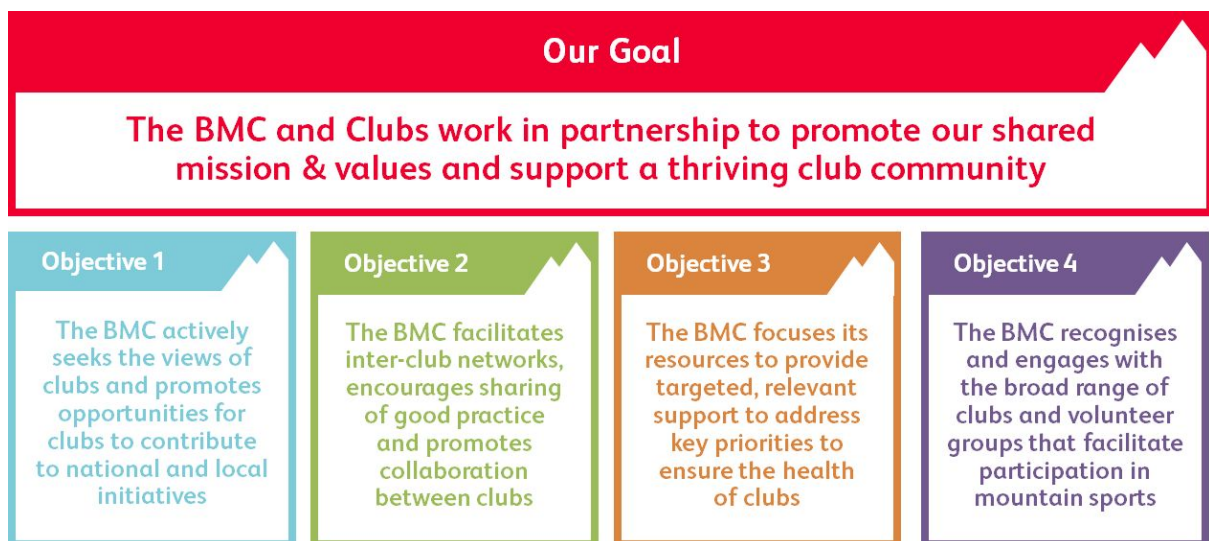 Our Goal
The BMC and Clubs work in partnership to promote our shared
mission & values and support a thriving club community
Objective 1
The BMC actively
seeks the views of
clubs and promotes
opportunities for
clubs to contribute
to national and local
initiatives
Objective 2
The BMC facilitates
inter-club networks,
encourages sharing
of good practice
and promotes
collaboration
between clubs
Objective 3
The BMC focuses its
resources to provide
targeted, relevant
support to address
key priorities to
ensure the health
of clubs
Objective 4
The BMC recognises
and engages with
the broad range of
clubs and volunteer
groups that facilitate
participation in
mountain sports